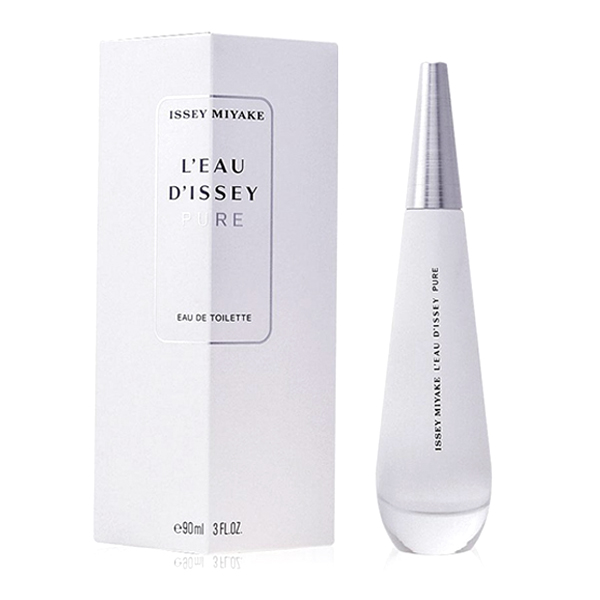 ISSEY MIYAKE
L'EAU
D'ISSEY
PURE
EAU DE TOILETTE
℮90ml 3 FL.OZ.
ISSEY MIYAKE L'EAU D'ISSEY PURE